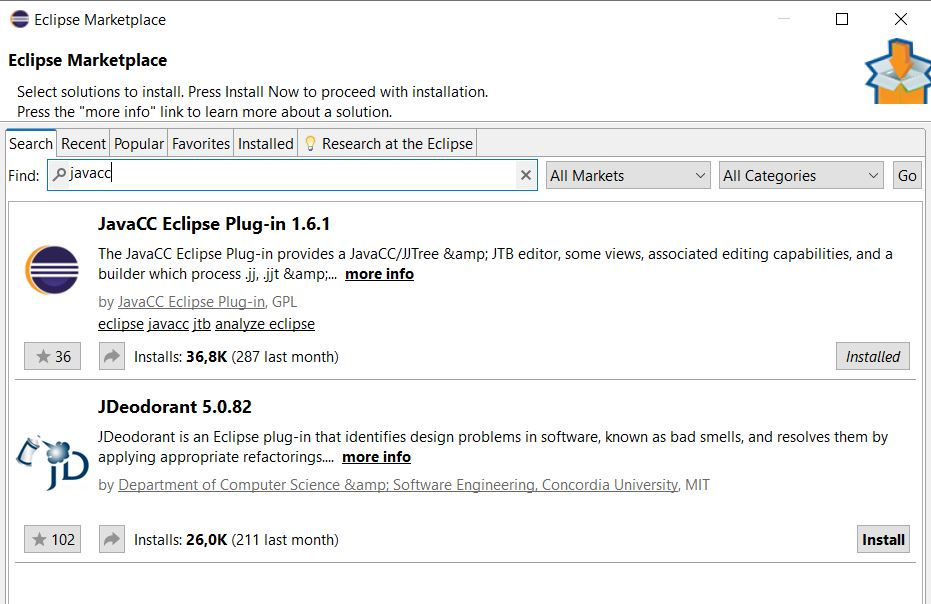 Eclipse Marketplace
Eclipse Marketplace
Select solutions to install. Press Install Now to proceed with installation.
Press the "more info" link to learn more about a solution.
Search Recent Popular Favorites Installed Research at the Eclipse
Find: javacc All Markets All Categories Go
JavaCC Eclipse Plug-in 1.6.1
The JavaCC Eclipse Plug-in provides a JavaCC/JJTree &amp; JTB editor, some views, associated editing capabilities, and a
builder which process .jj, .jjt &amp;... more info
by JavaCC Eclipse Plug-in, GPL
eclipse javacc jtb analyze eclipse
36 Installs: 36,8K (287 last month) Installed
JDeodorant 5.0.82
JDeodorant is an Eclipse plug-in that identifies design problems in software, known as bad smells, and resolves them by
applying appropriate refactorings.... more info
JD
by Department of Computer Science &amp; Software Engineering, Concordia University, MIT
102 Installs: 26,0K (211 last month) Install